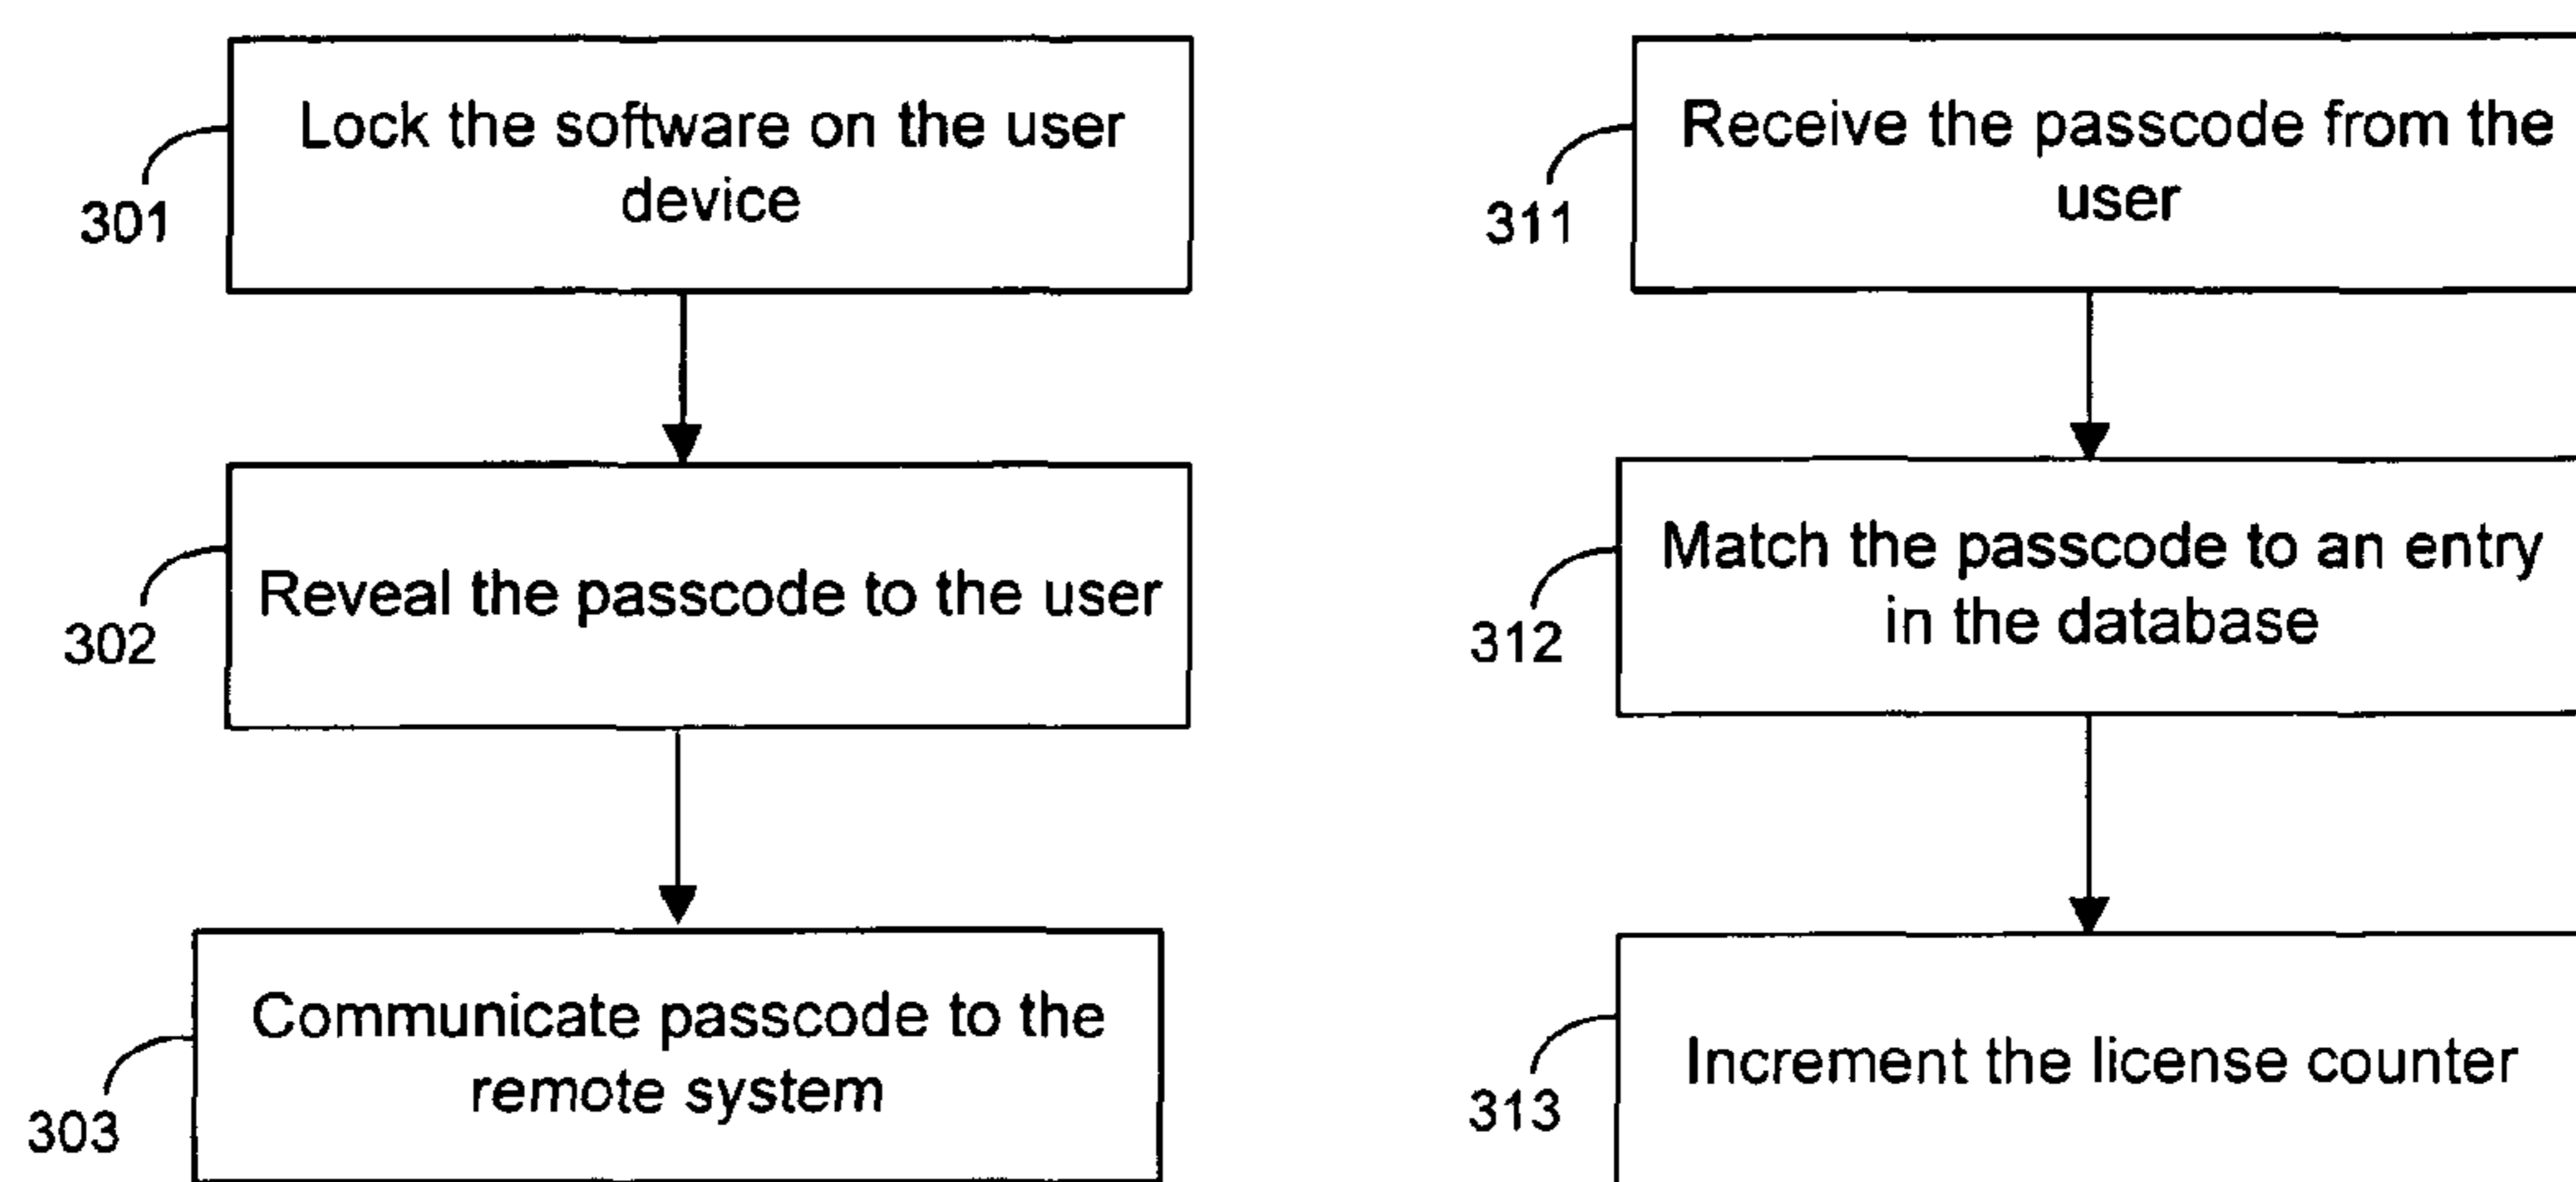 Lock the software on the user
device
301
Reveal the passcode to the user
302
Communicate passcode to the
remote system
303
Receive the passcode from the
user
311
Match the passcode to an entry
in the database
312
Increment the license counter
313